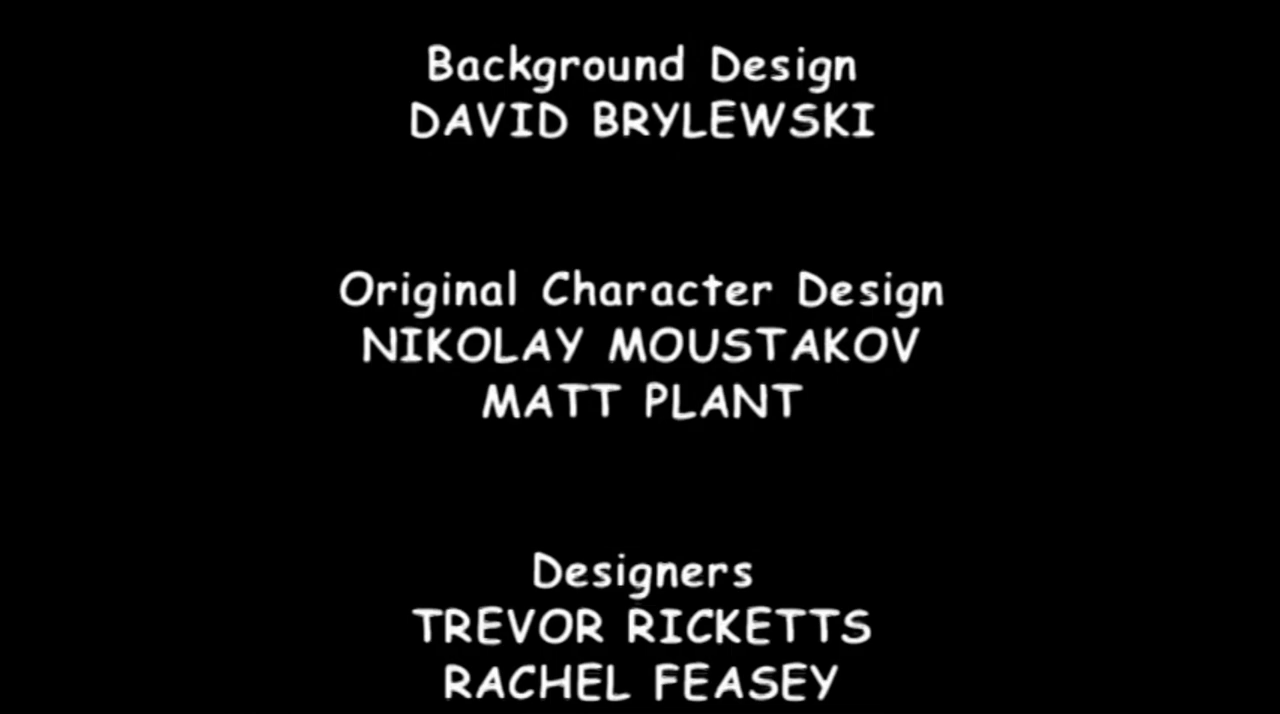 Background Design
DAVID BRYLEWSKI
Original Character Design
NIKOLAY MOUSTAKOV
MATT PLANT
Designers
TREVOR RICKETTS
RACHEL FEASEY